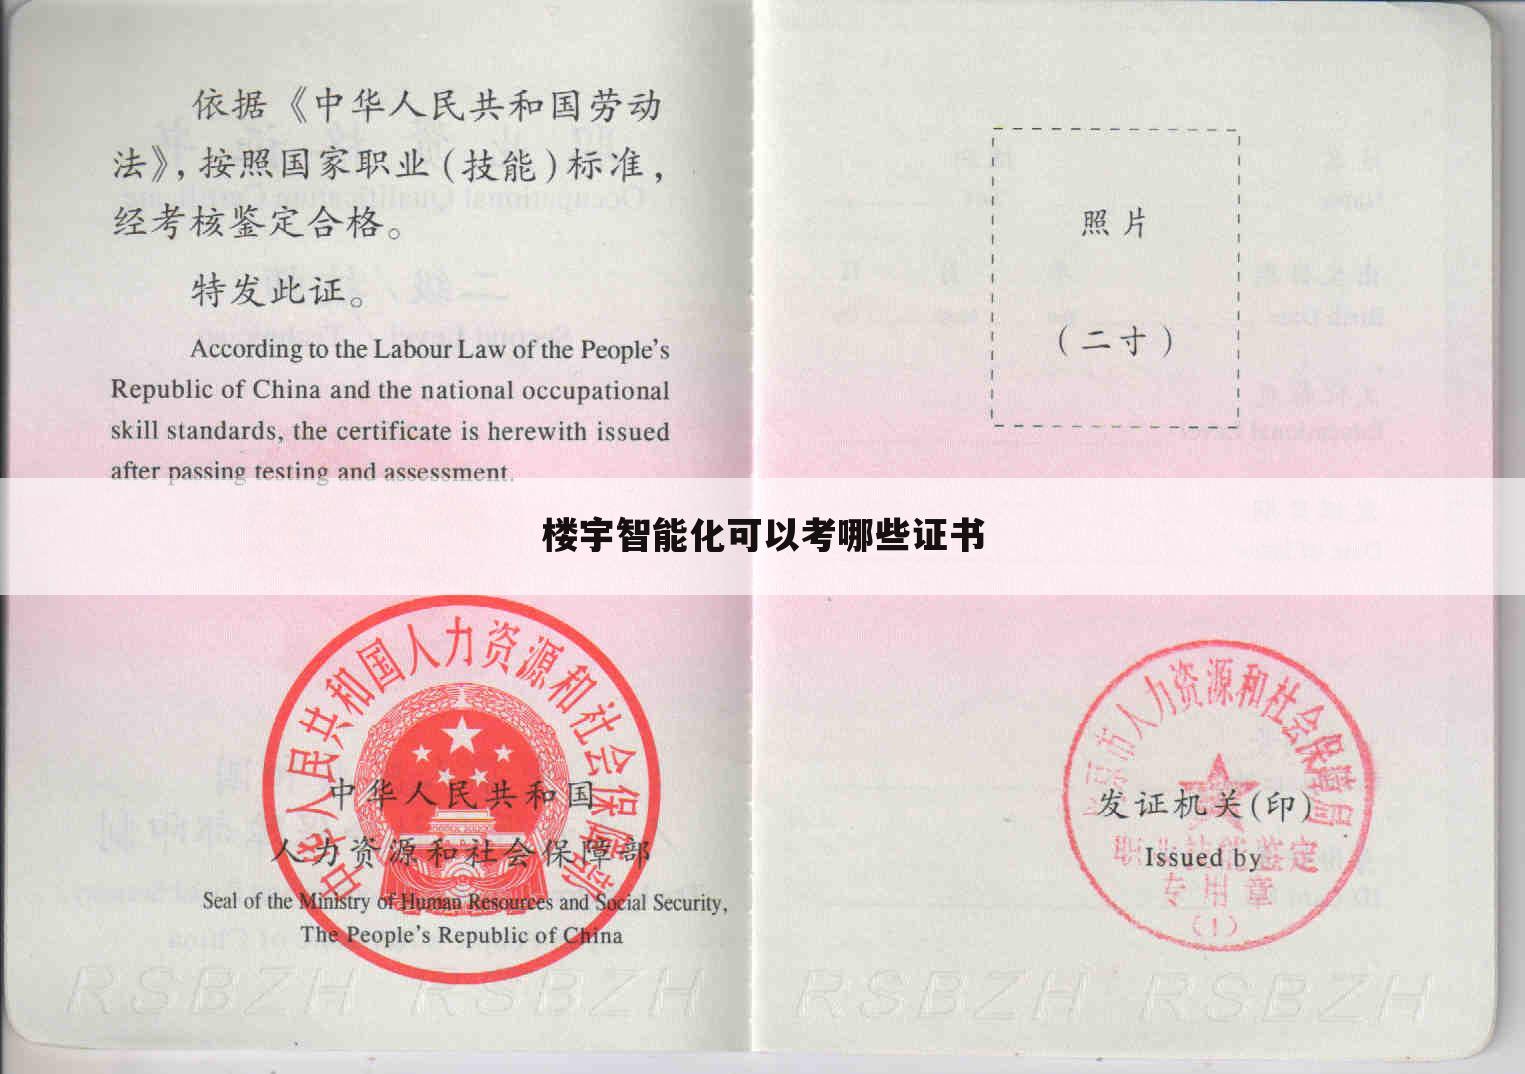 依据《中华人民共和国劳动
法》，按照国家职业（技能）标准，
经考核鉴定合格。
特发此证。
According to the Labour Law of the People's
Republic of China and the national occupational
skill standards, the certificate is herewith issued
after passing testing and assessment.
楼宇智能化可以考哪些证书
中华人民共和国人力资源和社会保障部
中华人民共和国
人力资源和社会保障部
Seal of the Ministry of Human Resources and Social Security,
The People's Republic of China
RSBZH RSBZH
照片
（二寸）
市人力资源和社会保障局
发证机关(印)
职业技能鉴定
Issued by
专用章
(1)
RSBZH RSBZH